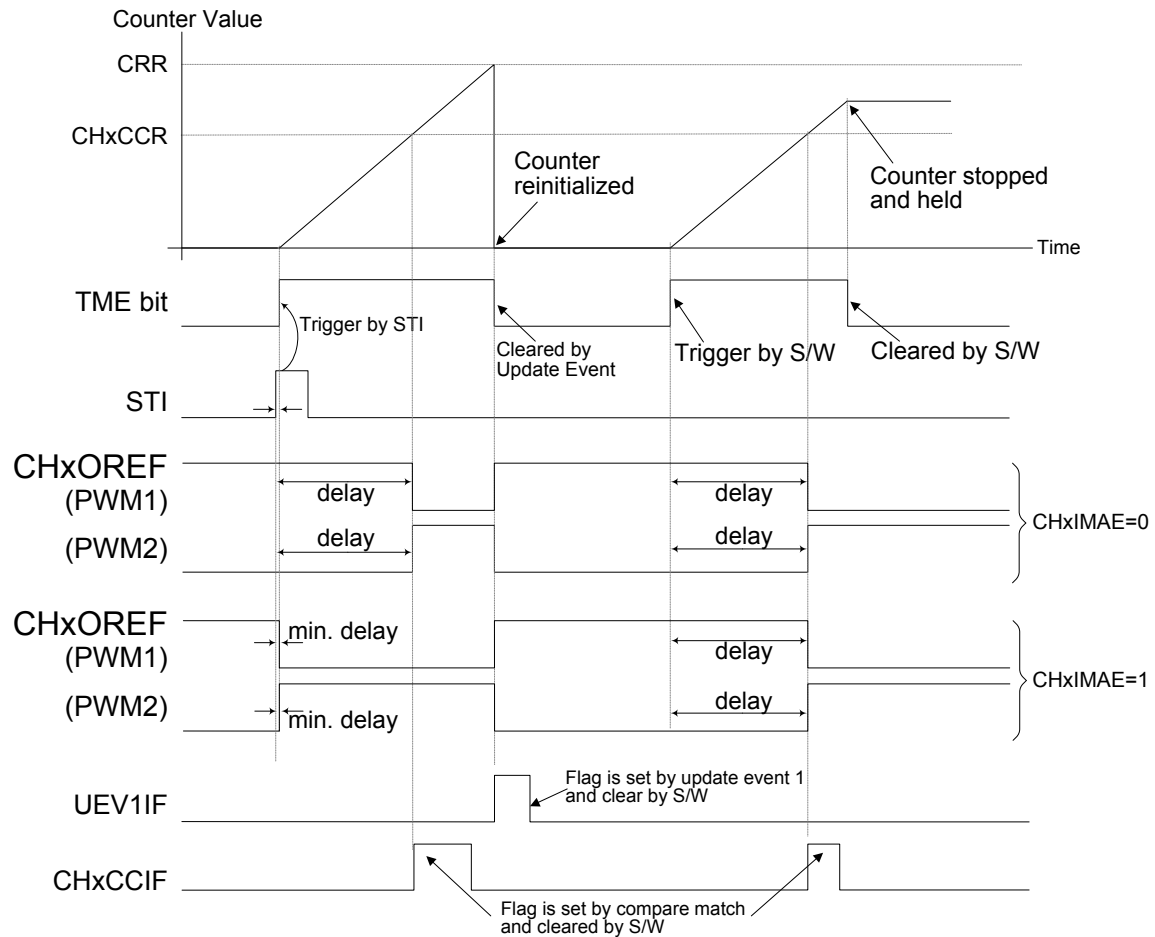 Counter Value
CRR
CHxCCR
Counter
reinitialized
Counter stopped
and held
Time
TME bit
Trigger by STI
Cleared by
Update Event
Trigger by S/W
Cleared by S/W
STI
CHxOREF
(PWM1)
delay
delay
(PWM2)
delay
delay
CHxIMAE=0
CHxOREF
(PWM1)
min. delay
delay
(PWM2)
min. delay
delay
CHxIMAE=1
UEV1IF
Flag is set by update event 1
and clear by S/W
CHxCCIF
Flag is set by compare match
and cleared by S/W